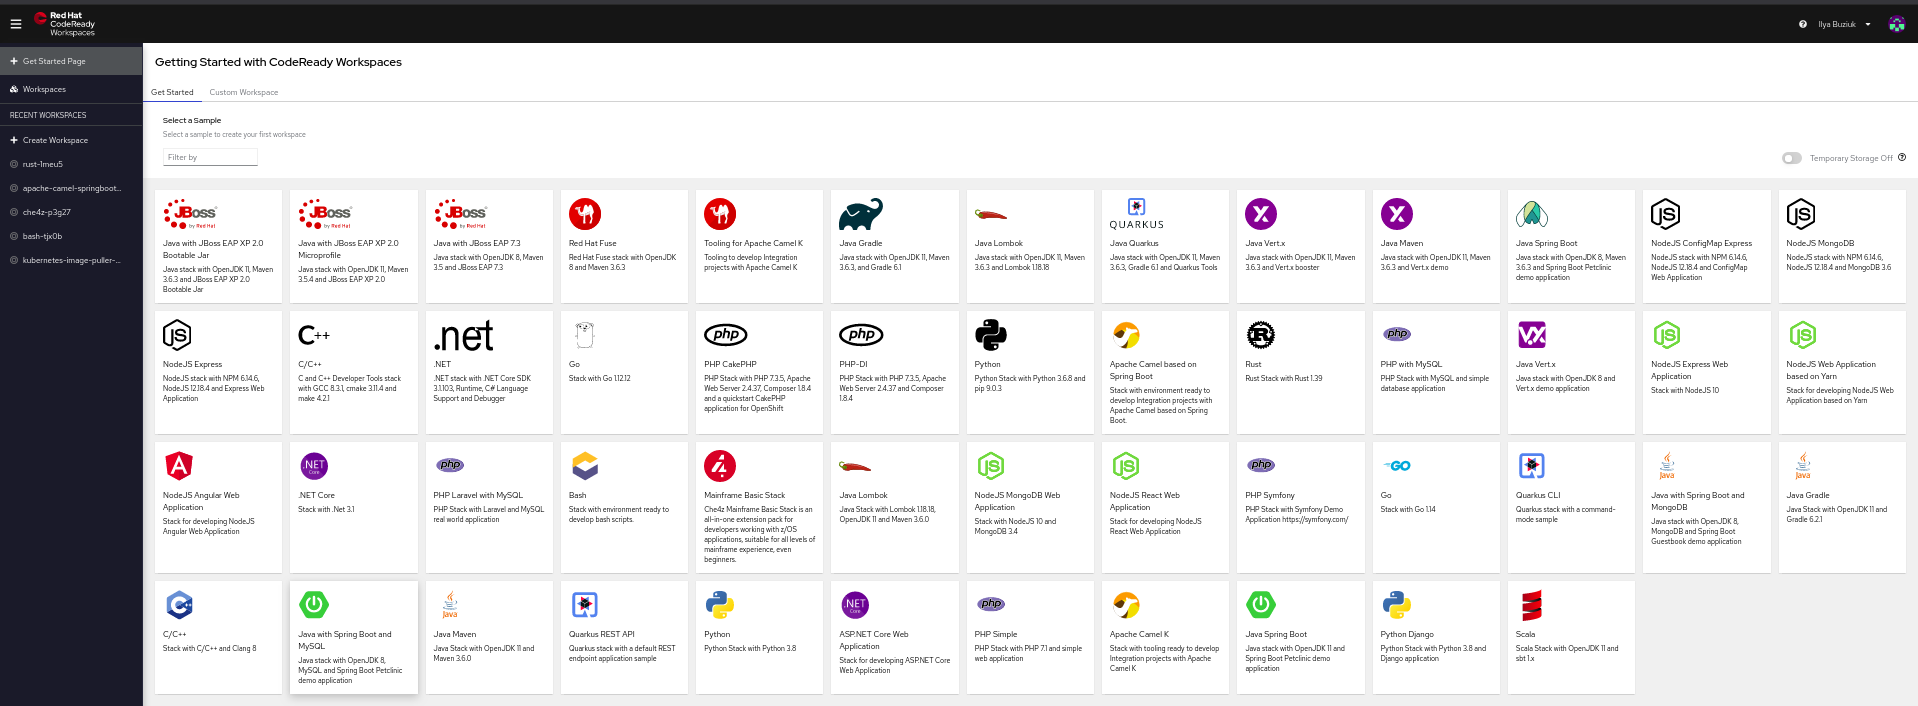 Red Hat
CodeReady
Workspaces
Ilya Buziuk
Get Started Page
Workspaces
RECENT WORKSPACES
Create Workspace
rust-1meu5
apache-camel-springboot...
che4z-p3g27
bash-tjx0b
kubernetes-image-puller-...
Getting Started with CodeReady Workspaces
Get Started
Custom Workspace
Select a Sample
Select a sample to create your first workspace
Filter by
Temporary Storage Off
JBoss
by Red Hat
Java with JBoss EAP XP 2.0
Bootable Jar
Java stack with OpenJDK 11, Maven
3.6.3 and JBoss EAP XP 2.0
Bootable Jar
JBoss
by Red Hat
Java with JBoss EAP XP 2.0
Microprofile
Java stack with OpenJDK 11, Maven
3.5.4 and JBoss EAP XP 2.0
JBoss
by Red Hat
Java with JBoss EAP 7.3
Java stack with OpenJDK 8, Maven
3.5 and JBoss EAP 7.3
Red Hat Fuse
Red Hat Fuse stack with OpenJDK
8 and Maven 3.6.3
Tooling for Apache Camel K
Tooling to develop Integration
projects with Apache Camel K
Java Gradle
Java stack with OpenJDK 11, Maven
3.6.3, and Gradle 6.1
Java Lombok
Java stack with OpenJDK 11, Maven
3.6.3 and Lombok 1.18.18
QUARKUS
Java Quarkus
Java stack with OpenJDK 11, Maven
3.6.3, Gradle 6.1 and Quarkus Tools
Java Vert.x
Java stack with OpenJDK 11, Maven
3.6.3 and Vert.x booster
Java Maven
Java stack with OpenJDK 11, Maven
3.6.3 and Vert.x demo
Java Spring Boot
Java stack with OpenJDK 8, Maven
3.6.3 and Spring Boot Petclinic
demo application
JS
NodeJS ConfigMap Express
NodeJS stack with NPM 6.14.6,
NodeJS 12.18.4 and ConfigMap
Web Application
JS
NodeJS MongoDB
NodeJS stack with NPM 6.14.6,
NodeJS 12.18.4 and MongoDB 3.6
JS
NodeJS Express
NodeJS stack with NPM 6.14.6,
NodeJS 12.18.4 and Express Web
Application
C++
C/C++
C and C++ Developer Tools stack
with GCC 8.3.1, cmake 3.11.4 and
make 4.2.1
.net
.NET
.NET stack with .NET Core SDK
3.1.103, Runtime, C# Language
Support and Debugger
Go
Stack with Go 1.12.12
php
PHP CakePHP
PHP Stack with PHP 7.3.5, Apache
Web Server 2.4.37, Composer 1.8.4
and a quickstart CakePHP
application for OpenShift
php
PHP-DI
PHP Stack with PHP 7.3.5, Apache
Web Server 2.4.37 and Composer
1.8.4
Python
Python Stack with Python 3.6.8 and
pip 9.0.3
Apache Camel based on
Spring Boot
Stack with environment ready to
develop Integration projects with
Apache Camel based on Spring
Boot.
R
Rust
Rust Stack with Rust 1.39
php
PHP with MySQL
PHP Stack with MySQL and simple
database application
VX
Java Vert.x
Java stack with OpenJDK 8 and
Vert.x demo application
JS
NodeJS Express Web
Application
Stack with NodeJS 10
JS
NodeJS Web Application
based on Yarn
Stack for developing NodeJS Web
Application based on Yarn
A
NodeJS Angular Web
Application
Stack for developing NodeJS
Angular Web Application
.NET
Core
.NET Core
Stack with .Net 3.1
php
PHP Laravel with MySQL
PHP Stack with Laravel and MySQL
real world application
Bash
Stack with environment ready to
develop bash scripts.
Mainframe Basic Stack
Che4z Mainframe Basic Stack is an
all-in-one extension pack for
developers working with z/OS
applications, suitable for all levels of
mainframe experience, even
beginners.
Java Lombok
Java Stack with Lombok 1.18.18,
OpenJDK 11 and Maven 3.6.0
JS
NodeJS MongoDB Web
Application
Stack with NodeJS 10 and
MongoDB 3.4
JS
NodeJS React Web
Application
Stack for developing NodeJS
React Web Application
php
PHP Symfony
PHP Stack with Symfony Demo
Application https://symfony.com/
GO
Go
Stack with Go 1.14
Quarkus CLI
Quarkus stack with a command-
mode sample
Java
Java with Spring Boot and
MongoDB
Java stack with OpenJDK 8,
MongoDB and Spring Boot
Guestbook demo application
Java
Java Gradle
Java Stack with OpenJDK 11 and
Gradle 6.2.1
C++
C/C++
Stack with C/C++ and Clang 8
Java with Spring Boot and
MySQL
Java stack with OpenJDK 8,
MySQL and Spring Boot Petclinic
demo application
Java
Java Maven
Java Stack with OpenJDK 11 and
Maven 3.6.0
Quarkus REST API
Quarkus stack with a default REST
endpoint application sample
Python
Python Stack with Python 3.8
.NET
Core
ASP.NET Core Web
Application
Stack for developing ASP.NET Core
Web Application
php
PHP Simple
PHP Stack with PHP 7.1 and simple
web application
Apache Camel K
Stack with tooling ready to develop
Integration projects with Apache
Camel K
Java Spring Boot
Java stack with OpenJDK 11 and
Spring Boot Petclinic demo
application
Python Django
Python Stack with Python 3.8 and
Django application
Scala
Scala Stack with OpenJDK 11 and
sbt 1.x